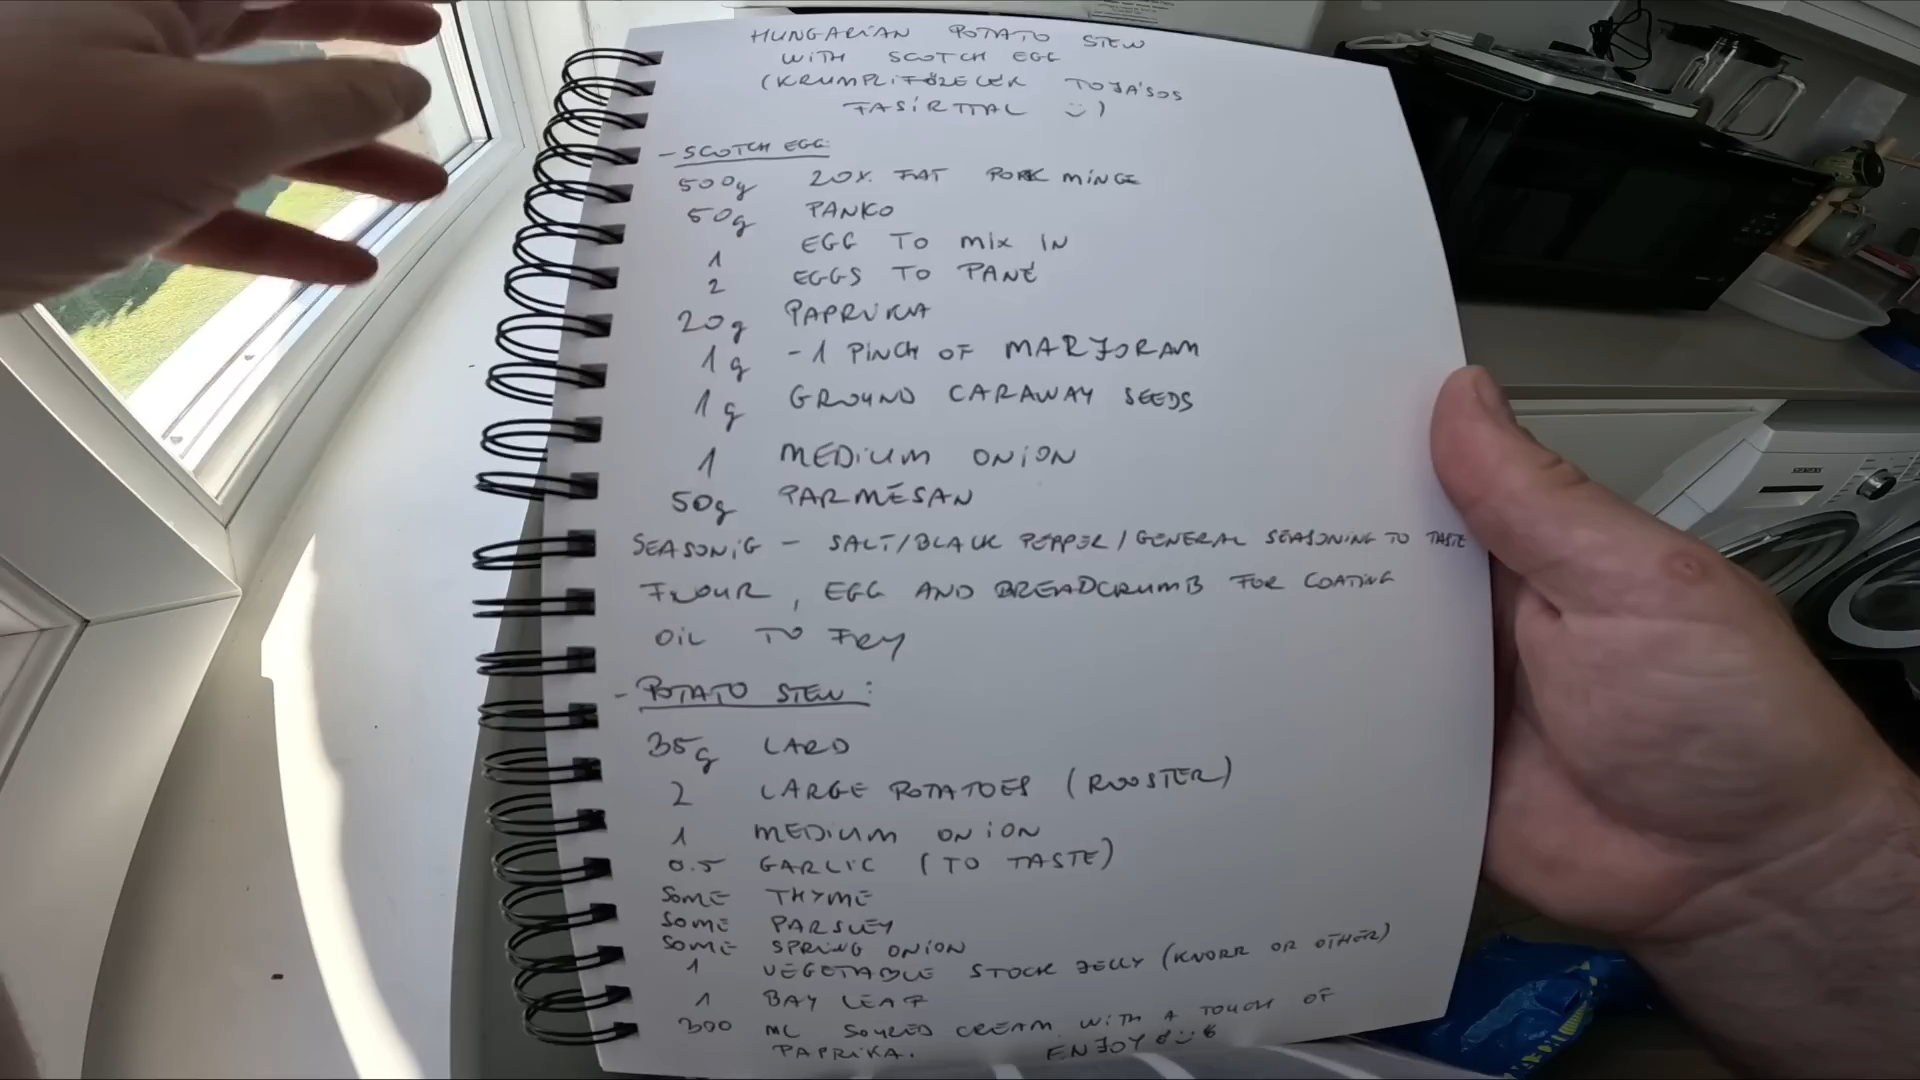 HUNGARIAN POTATO STEW
WITH SCOTCH EGG
(KRUMPLIFŐZELÉK TOJÁSOS
FASÍRTTAL :)
- SCOTCH EGG:
500g 20% FAT PORK MINCE
50g PANKO
1 EGG TO MIX IN
2 EGGS TO PANÉ
20g PAPRIKA
1g - 1 PINCH OF MARJORAM
1g GROUND CARAWAY SEEDS
1 MEDIUM ONION
50g PARMESAN
SEASONIG - SALT/BLACK PEPPER/GENERAL SEASONING TO TASTE
FLOUR, EGG AND BREADCRUMB FOR COATING
OIL TO FRY
- POTATO STEW:
35g LARD
2 LARGE POTATOES (ROOSTER)
1 MEDIUM ONION
0.5 GARLIC (TO TASTE)
SOME THYME
SOME PARSLEY
SOME SPRING ONION
1 VEGETABLE STOCK JELLY (KNORR OR OTHER)
1 BAY LEAF
300 ML SOURED CREAM WITH A TOUCH OF
PAPRIKA. ENJOY
SIEMENS